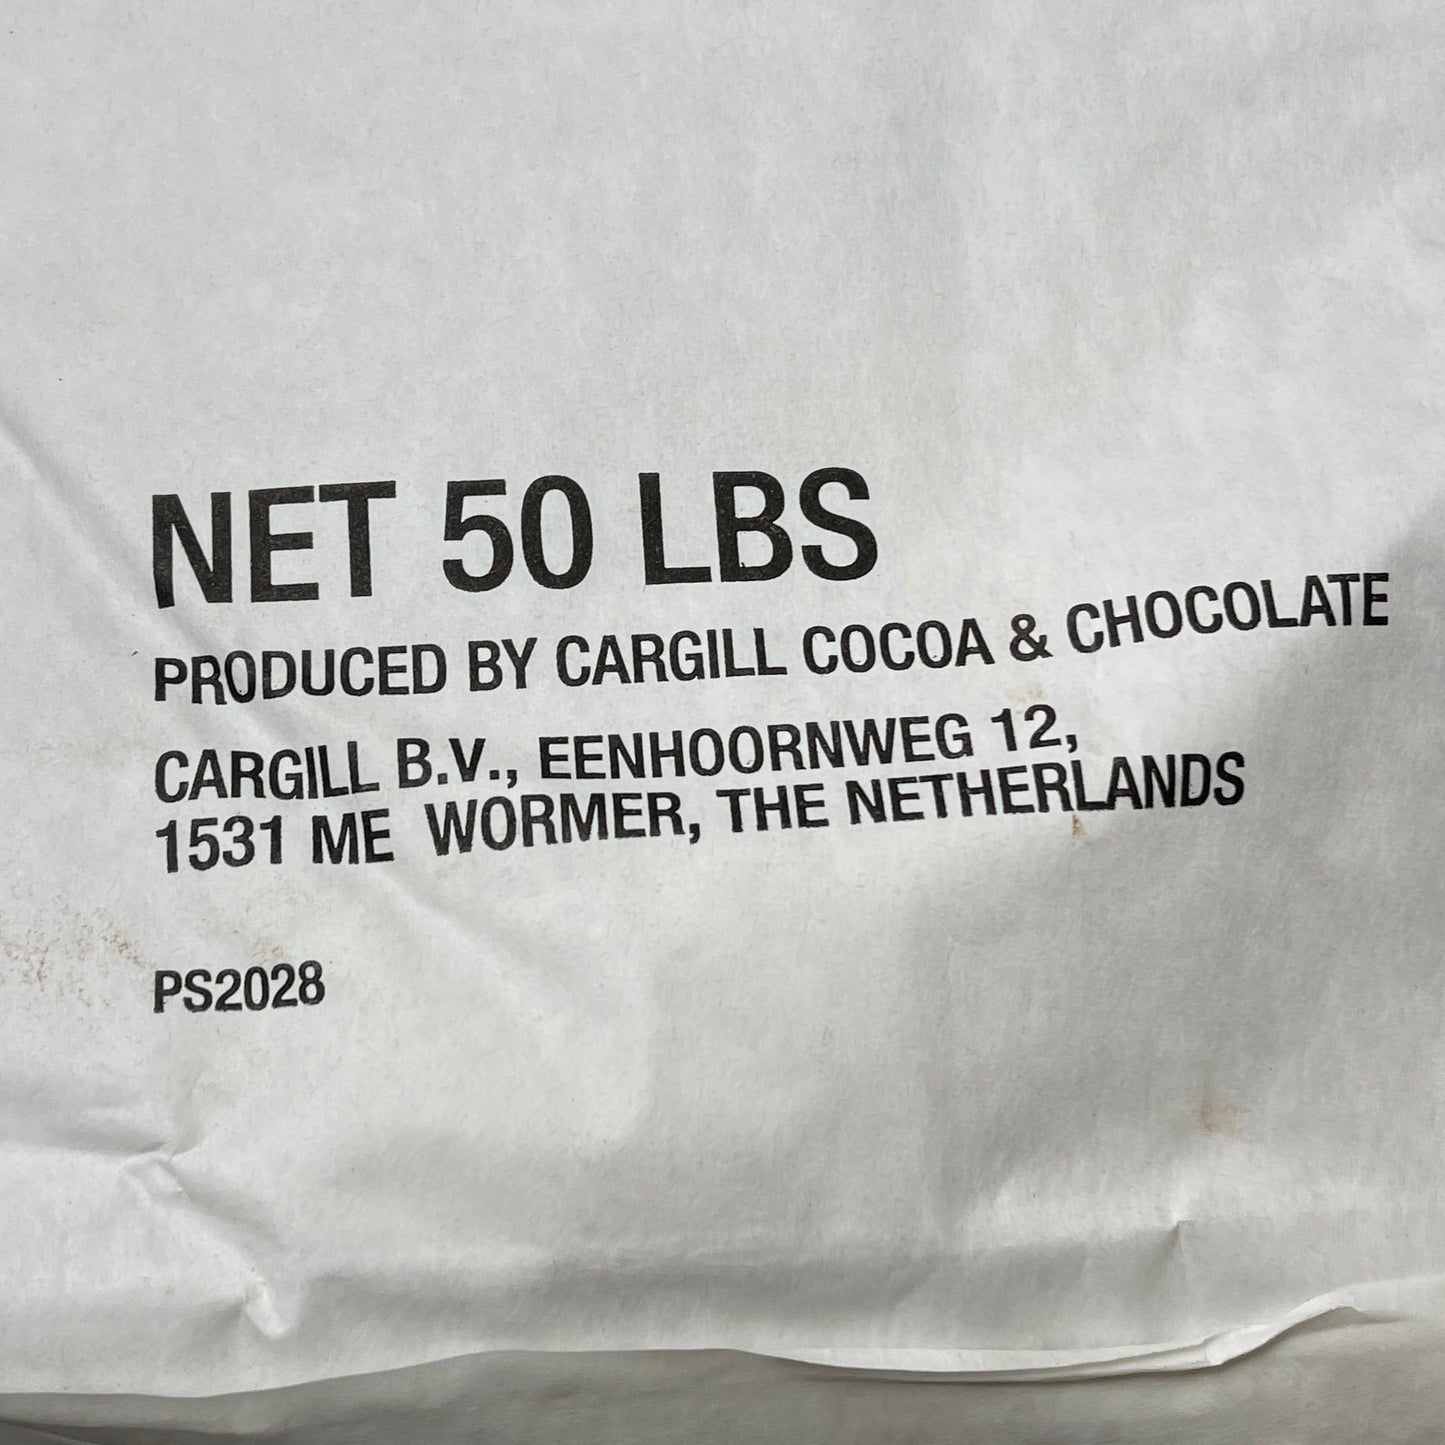 NET 50 LBS
PRODUCED BY CARGILL COCOA & CHOCOLATE
CARGILL B.V., EENHOORNWEG 12,
1531 ME WORMER, THE NETHERLANDS
PS2028